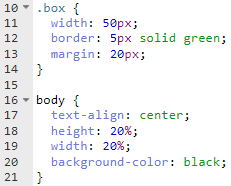 10 .box {
11 width: 50px;
12 border: 5px solid green;
13 margin: 20px;
14 }
15
16 body {
17 text-align: center;
18 height: 20%;
19 width: 20%;
20 background-color: black;
21 }